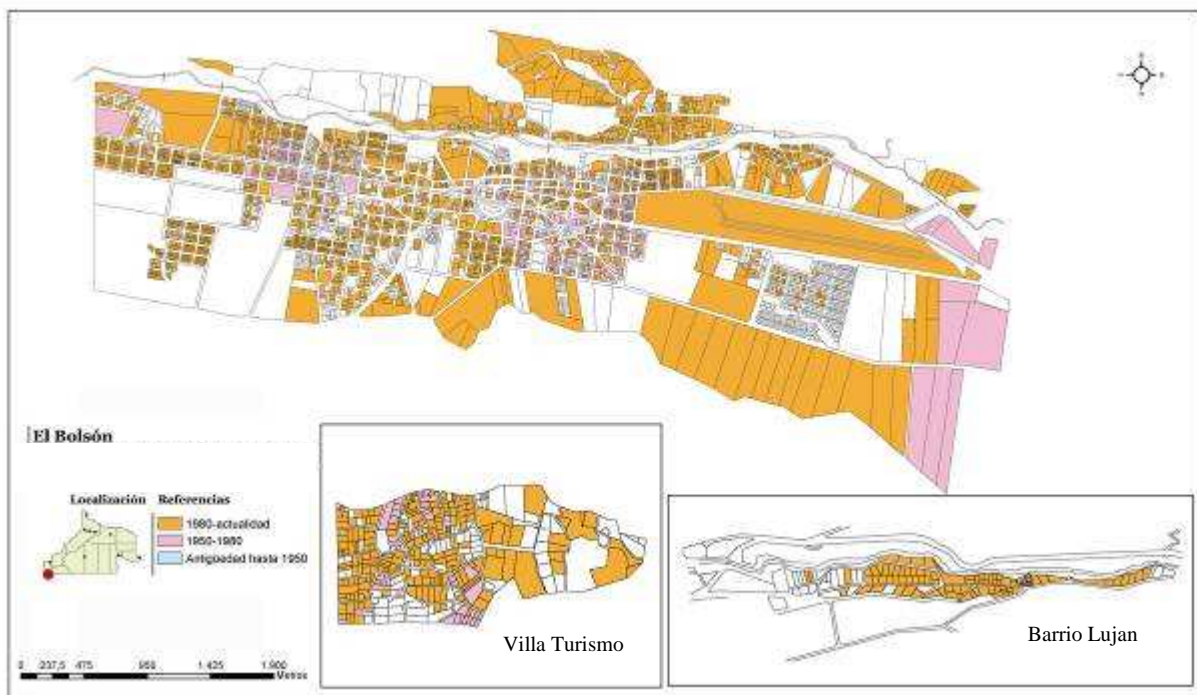 El Bolsón
Localización Referencias
1980-actualidad
1950-1980
Antigüedad hasta 1950
0 237,5 475 950 1.425 1.900
Metros
Villa Turismo
Barrio Lujan